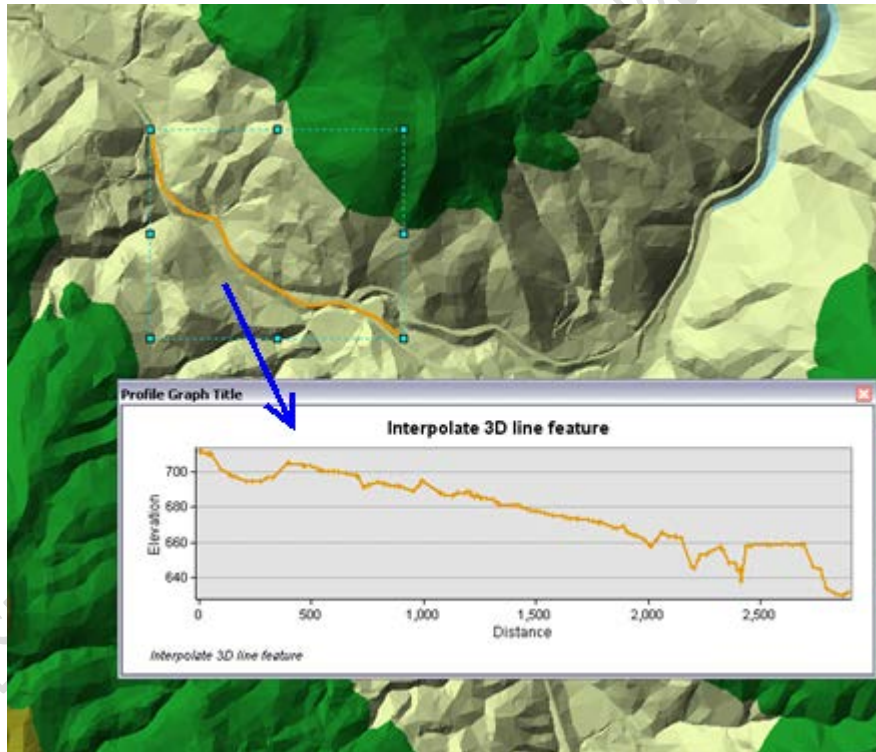 Profile Graph Title
Interpolate 3D line feature
700
680
660
640
Elevation
0
500
1,000
1,500
2,000
2,500
Distance
Interpolate 3D line feature